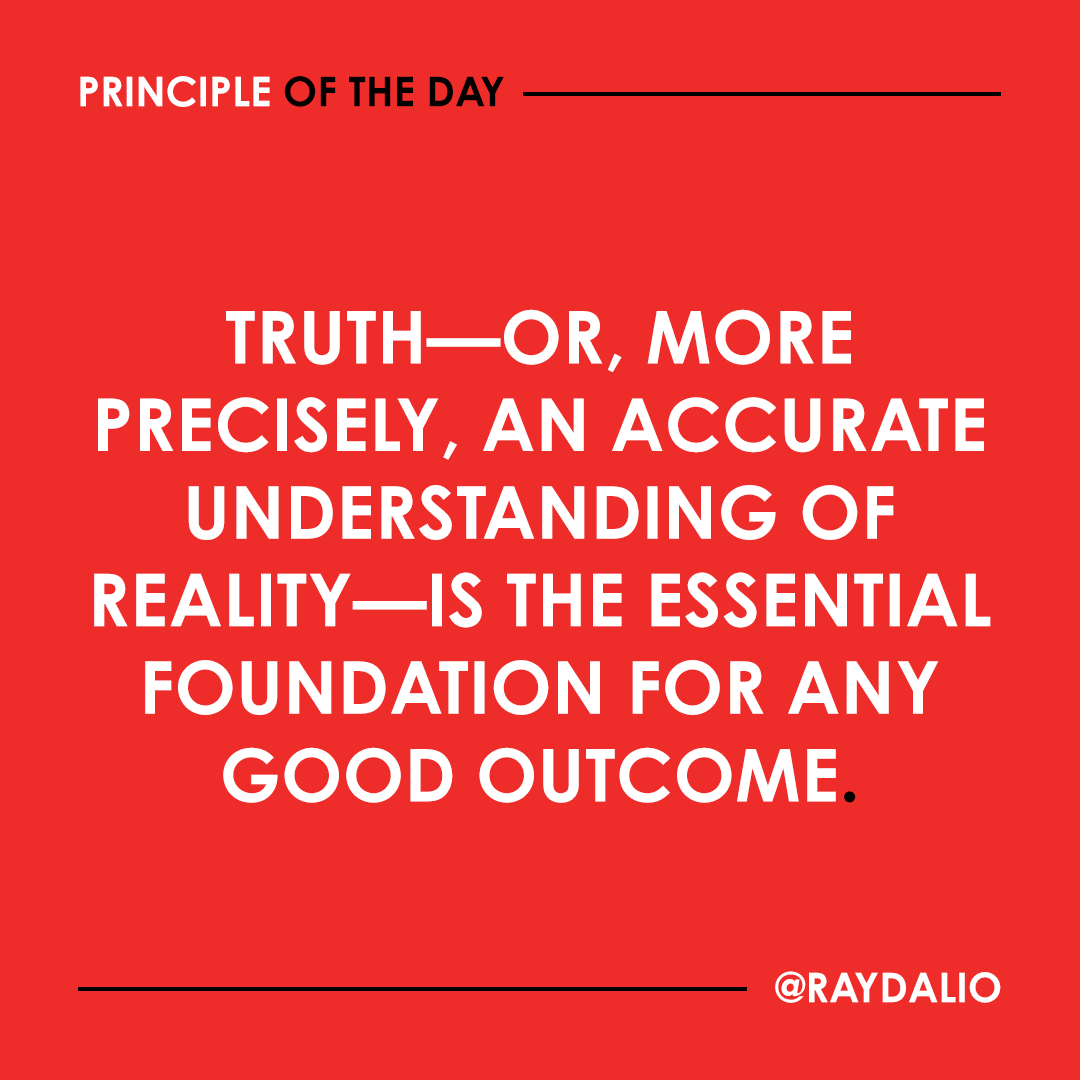 PRINCIPLE OF THE DAY
TRUTH—OR, MORE
PRECISELY, AN ACCURATE
UNDERSTANDING OF
REALITY—IS THE ESSENTIAL
FOUNDATION FOR ANY
GOOD OUTCOME.
@RAYDALIO